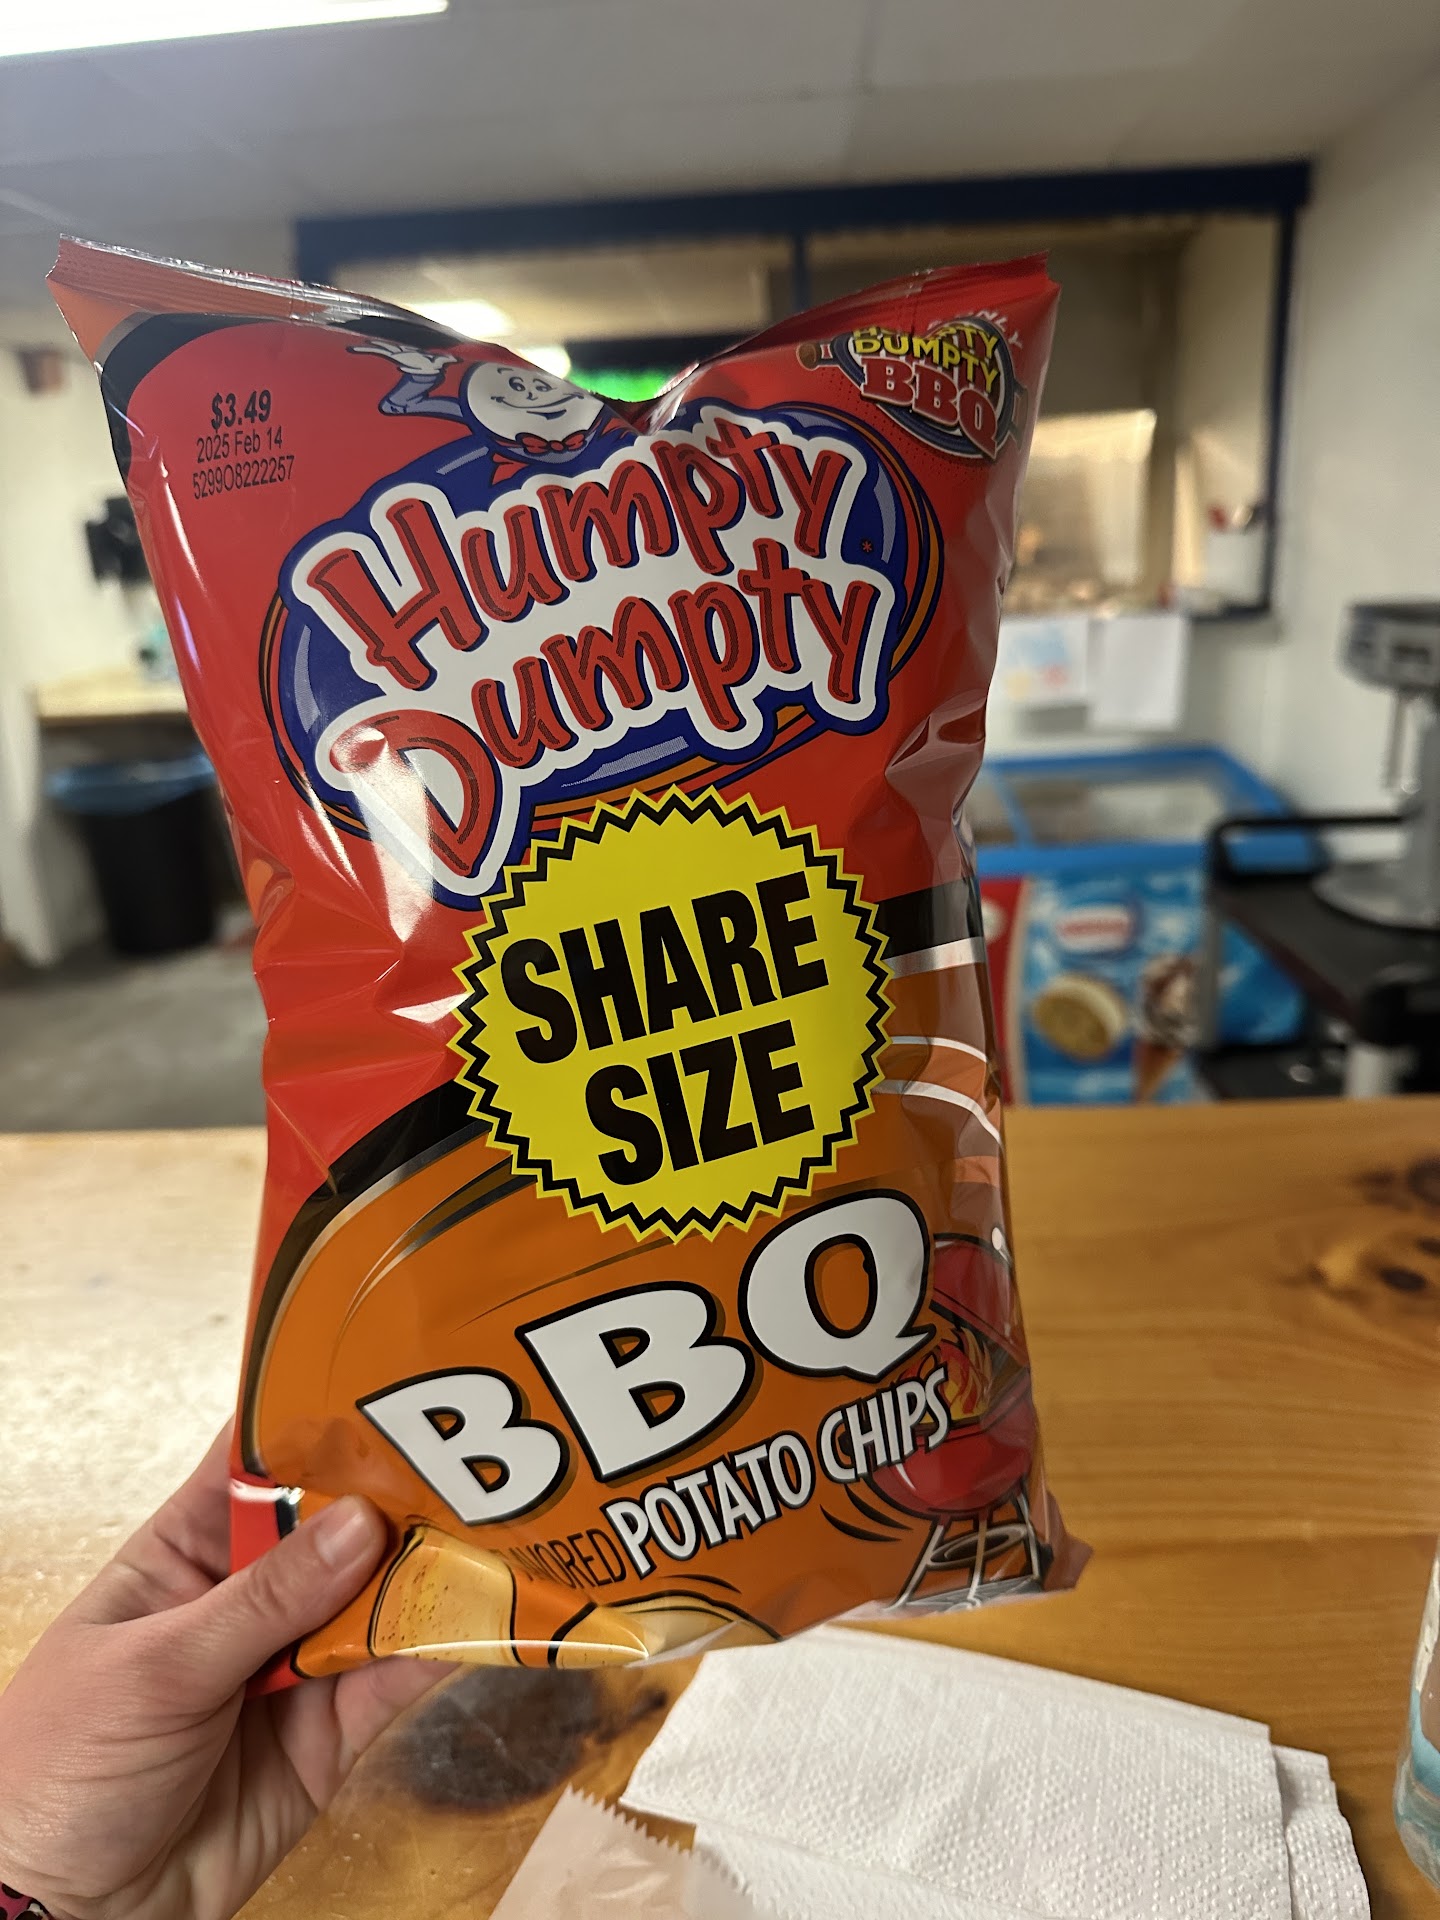 $3.49
2025 Feb 14
5299O8222257
DUMPTY
BBQ
Humpty
Dumpty
SHARE
SIZE
BBQ
POTATO CHIPS